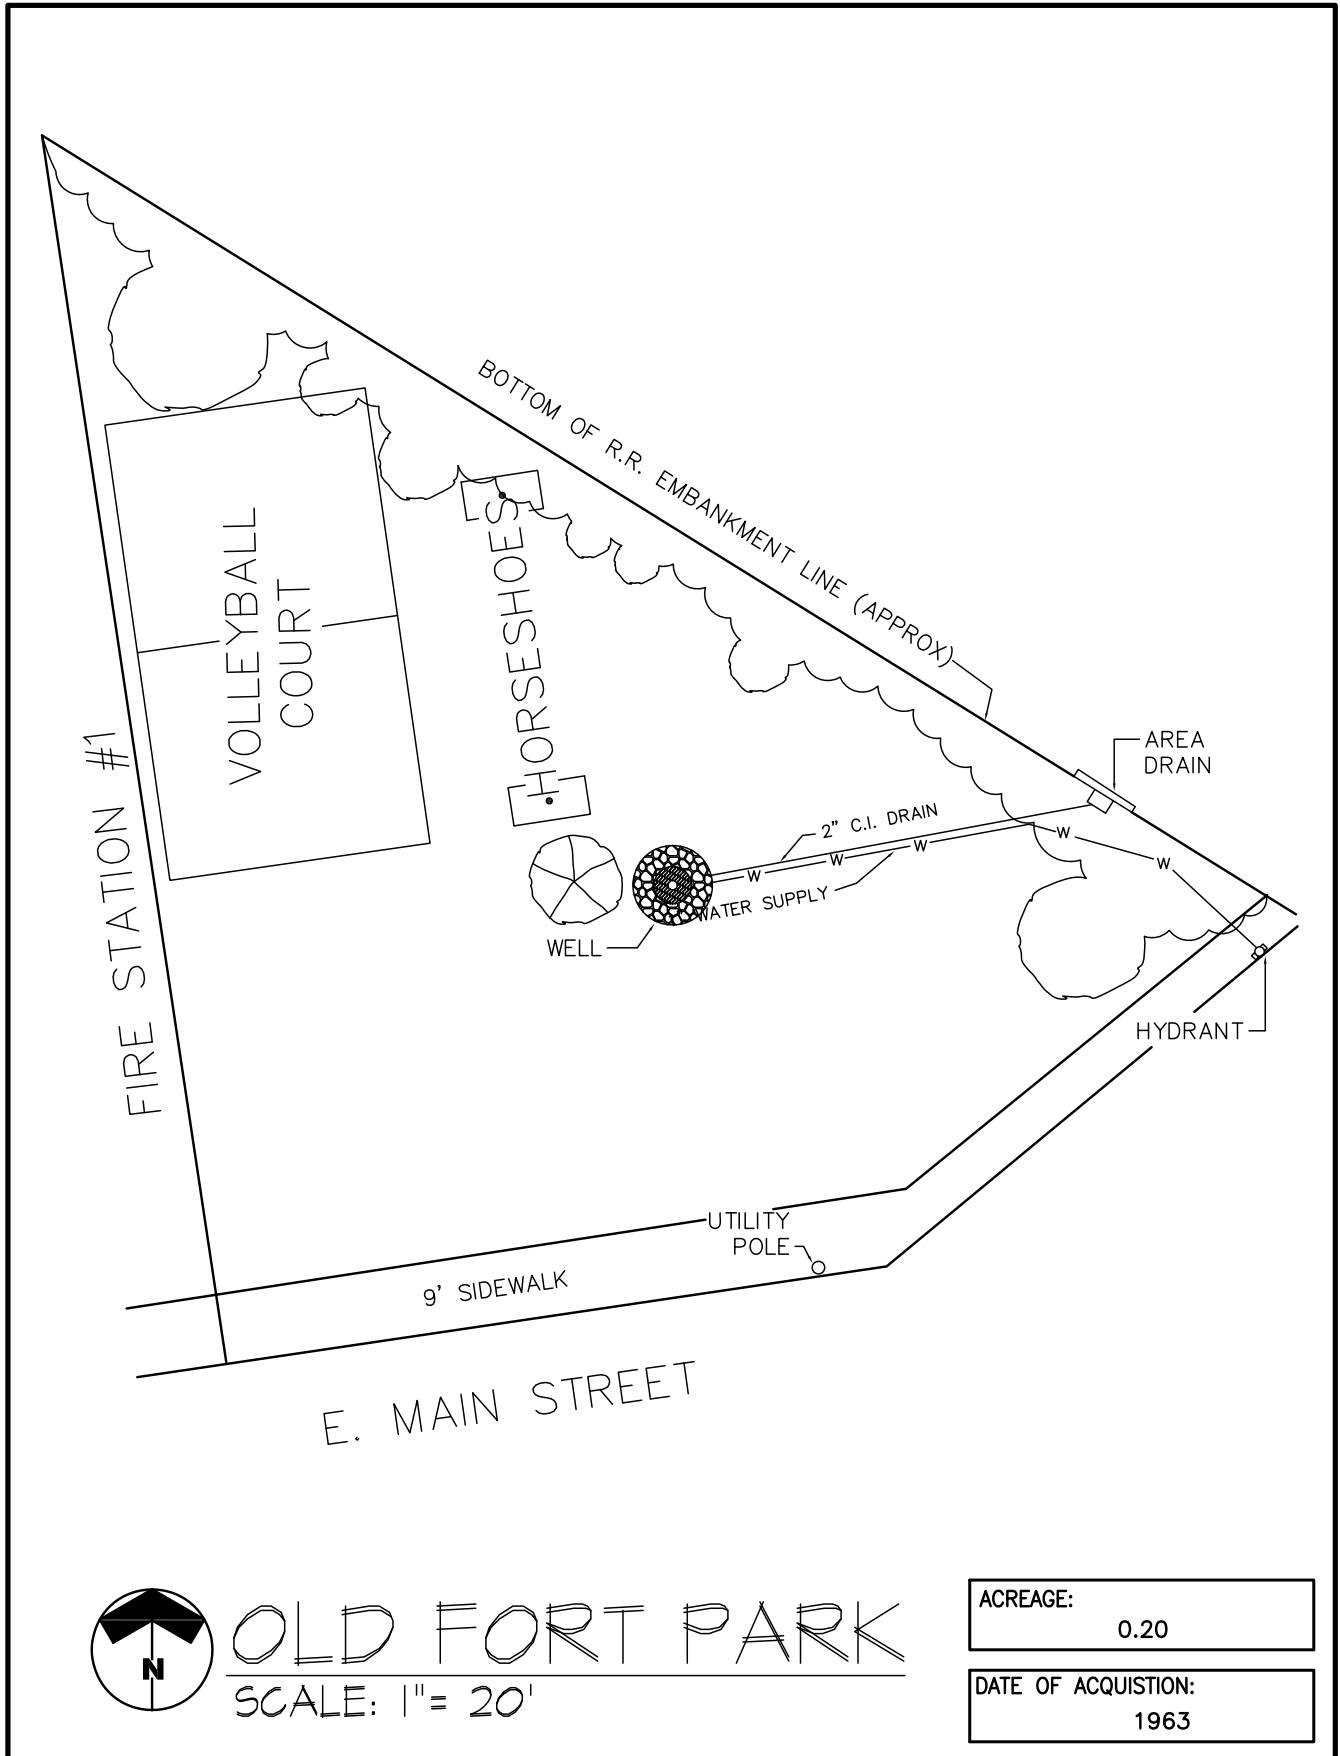 BOTTOM OF R.R. EMBANKMENT LINE (APPROX)
VOLLEYBALL
COURT
HORSESHOES
FIRE STATION #1
AREA
DRAIN
2" C.I. DRAIN
W
W
W
W
W
WATER SUPPLY
WELL
HYDRANT
UTILITY
POLE
9' SIDEWALK
E. MAIN STREET
N
OLD FORT PARK
SCALE: 1"= 20'
ACREAGE:
0.20
DATE OF ACQUISTION:
1963